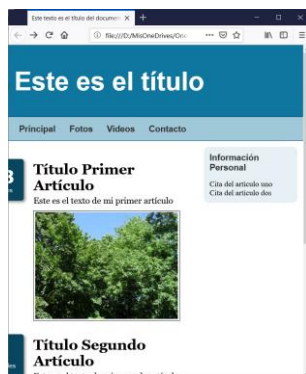 Este texto es el título del documen
file:///D:/MisOneDrives/One
Este es el título
Principal Fotos Videos Contacto
Título Primer
Artículo
Este es el texto de mi primer artículo
Título Segundo
Artículo
Información
Personal
Cita del artículo uno
Cita del artículo dos